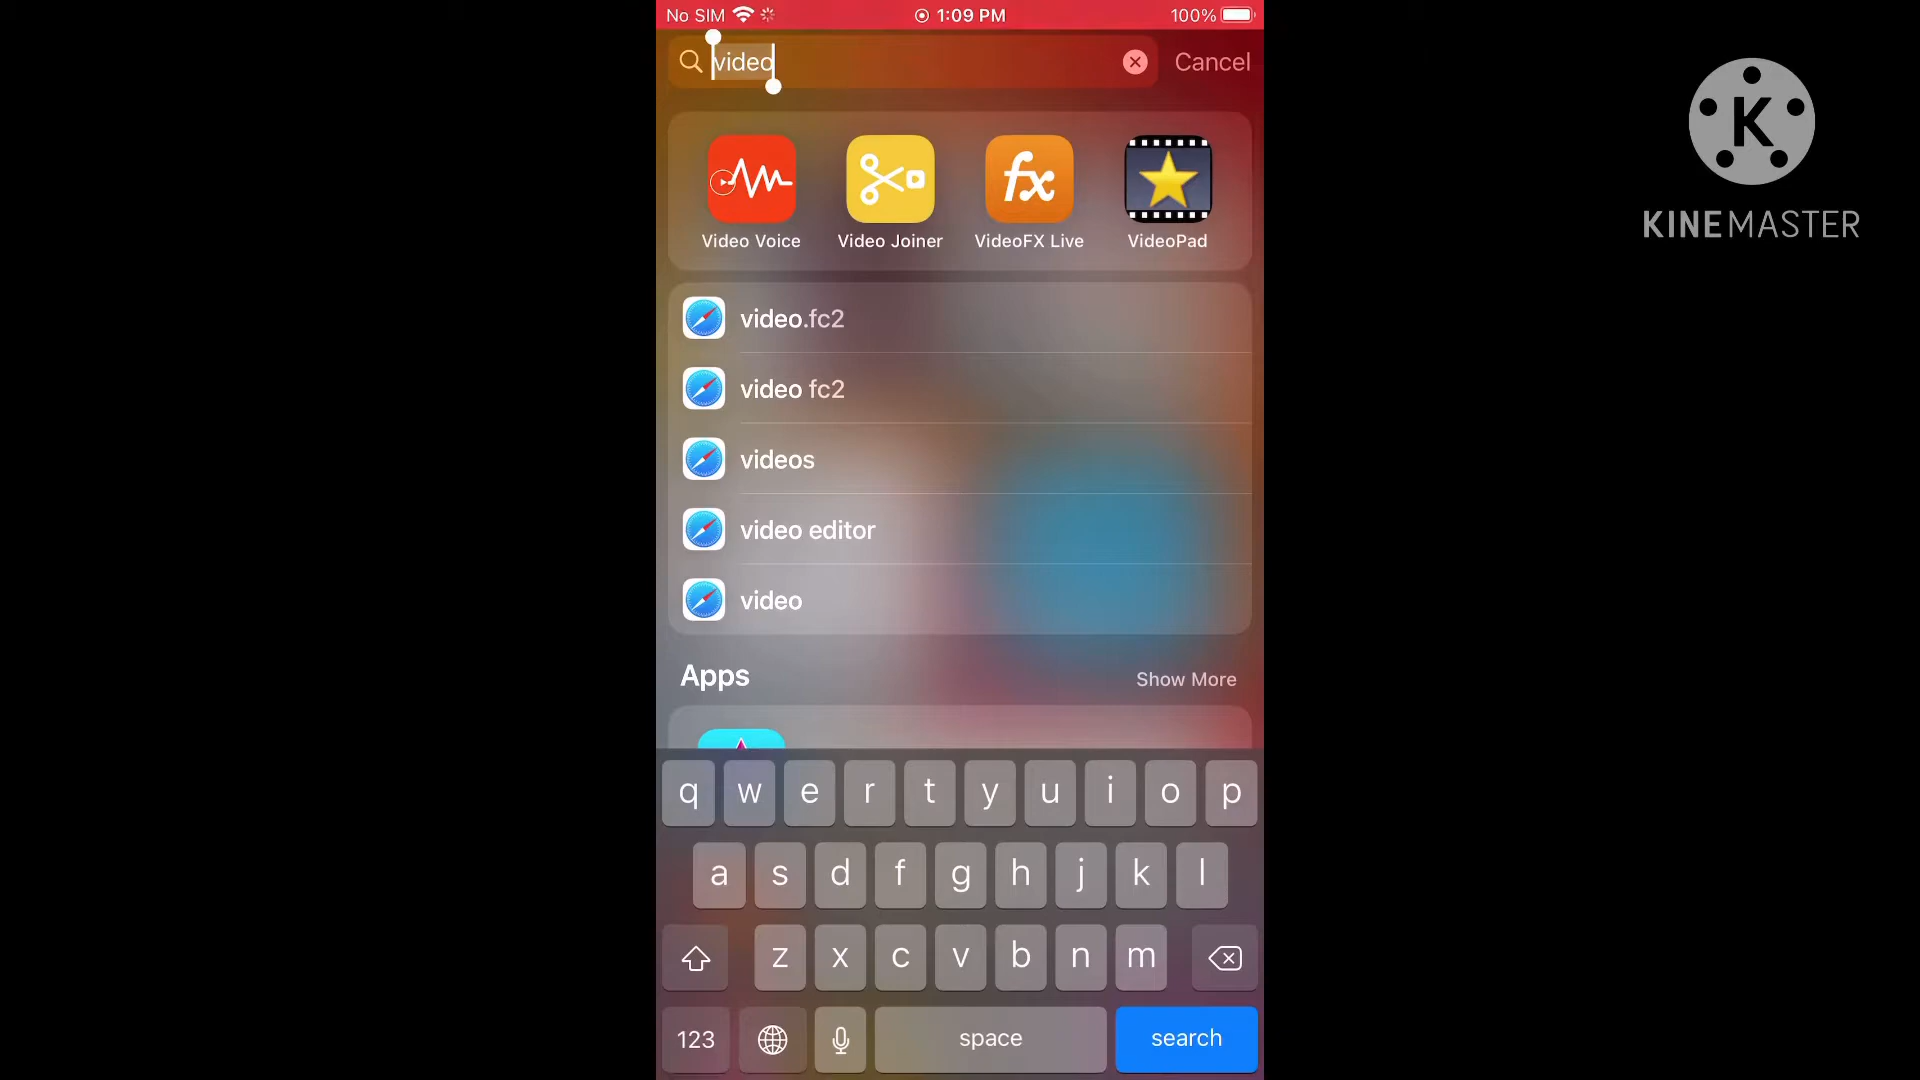 No SIM 1:09 PM 100%
video Cancel
Video Voice Video Joiner VideoFX Live VideoPad
fx
video.fc2
video fc2
videos
video editor
video
Apps Show More
q w e r t y u i o p
a s d f g h j k l
z x c v b n m
123 space search
K
KINEMASTER